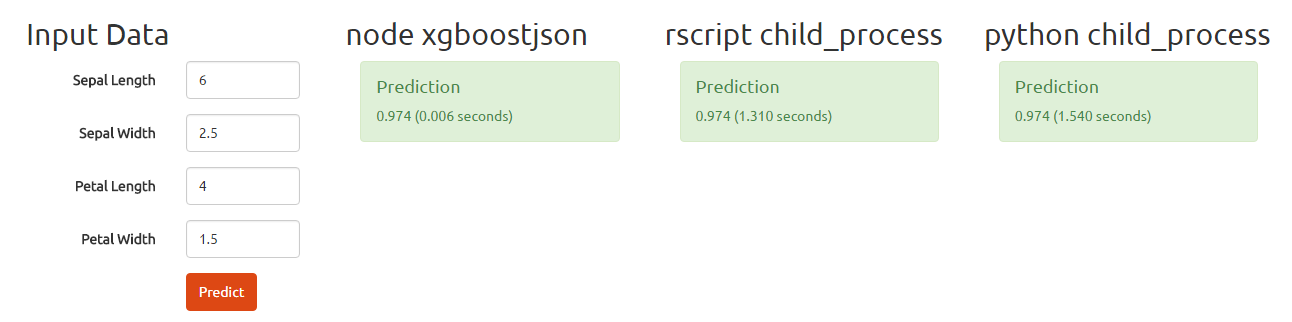 Input Data
Sepal Length 6
Sepal Width 2.5
Petal Length 4
Petal Width 1.5
Predict
node xgboostjson
Prediction
0.974 (0.006 seconds)
rscript child_process
Prediction
0.974 (1.310 seconds)
python child_process
Prediction
0.974 (1.540 seconds)